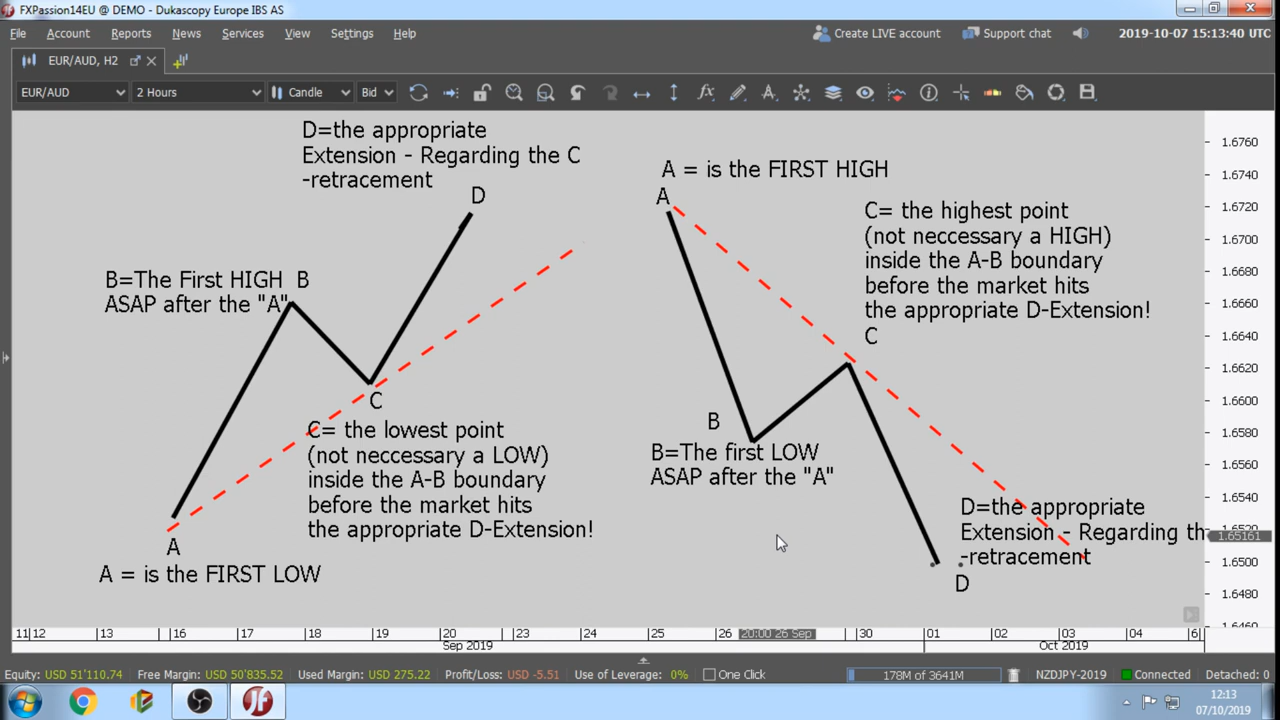 FXPassion14EU @ DEMO - Dukascopy Europe IBS AS
File Account Reports News Services View Settings Help
Create LIVE account Support chat 2019-10-07 15:13:40 UTC
EUR/AUD, H2
EUR/AUD 2 Hours Candle Bid
D=the appropriate
Extension - Regarding the C
-retracement
D
B=The First HIGH B
ASAP after the "A"
C
C= the lowest point
(not neccessary a LOW)
inside the A-B boundary
before the market hits
the appropriate D-Extension!
A
A = is the FIRST LOW
A = is the FIRST HIGH
A
C= the highest point
(not neccessary a HIGH)
inside the A-B boundary
before the market hits
the appropriate D-Extension!
C
B
B=The first LOW
ASAP after the "A"
D=the appropriate
Extension - Regarding th
-retracement
D
1.6760
1.6740
1.6720
1.6700
1.6680
1.6660
1.6640
1.6620
1.6600
1.6580
1.6560
1.6540
1.6520
1.65161
1.6500
1.6480
1.6460
11 12 13 16 17 18 19 20 23 24 25 26 20:00 26 Sep 30 01 02 03 04 6
Sep 2019 Oct 2019
Equity: USD 51'110.74 Free Margin: USD 50'835.52 Used Margin: USD 275.22 Profit/Loss: USD -5.51 Use of Leverage: 0% One Click 178M of 3641M NZDJPY-2019 Connected Detached: 0
12:13
07/10/2019